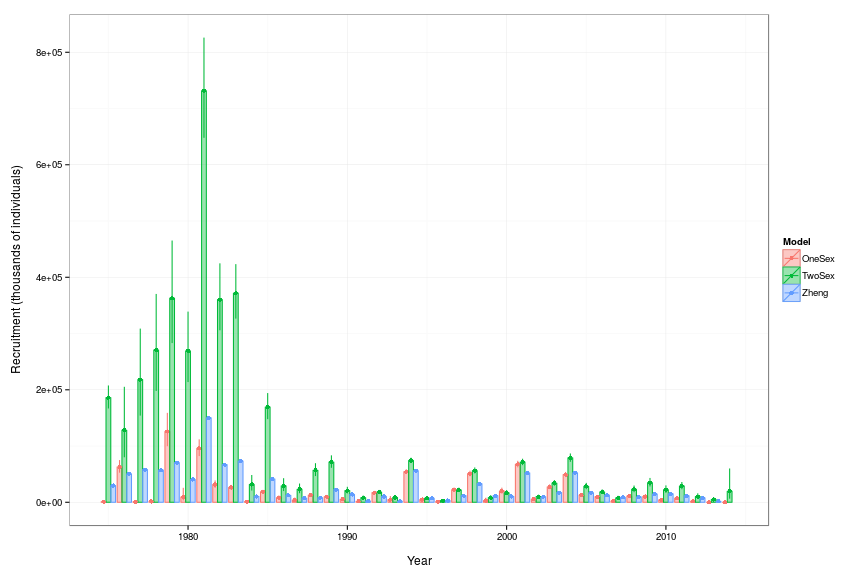 8e+05
6e+05
4e+05
2e+05
0e+00
Recruitment (thousands of individuals)
1980
1990
2000
2010
Year
Model
OneSex
TwoSex
Zheng